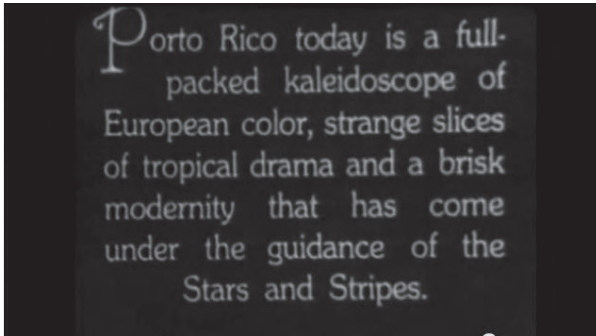 Porto Rico today is a full-
packed kaleidoscope of
European color, strange slices
of tropical drama and a brisk
modernity that has come
under the guidance of the
Stars and Stripes.